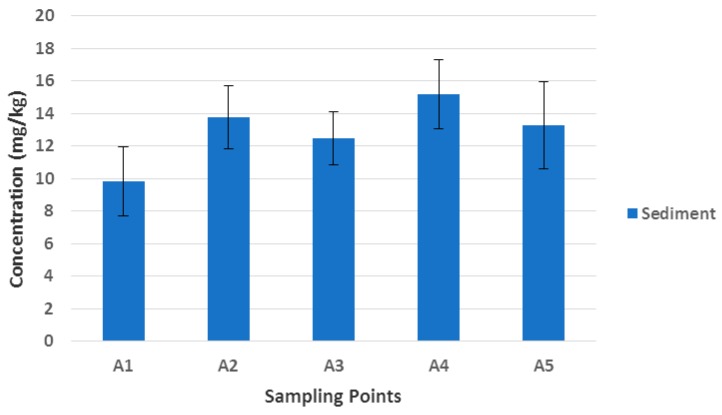 20
18
16
14
12
10
8
6
4
2
0
Concentration (mg/kg)
A1 A2 A3 A4 A5
Sampling Points
Sediment